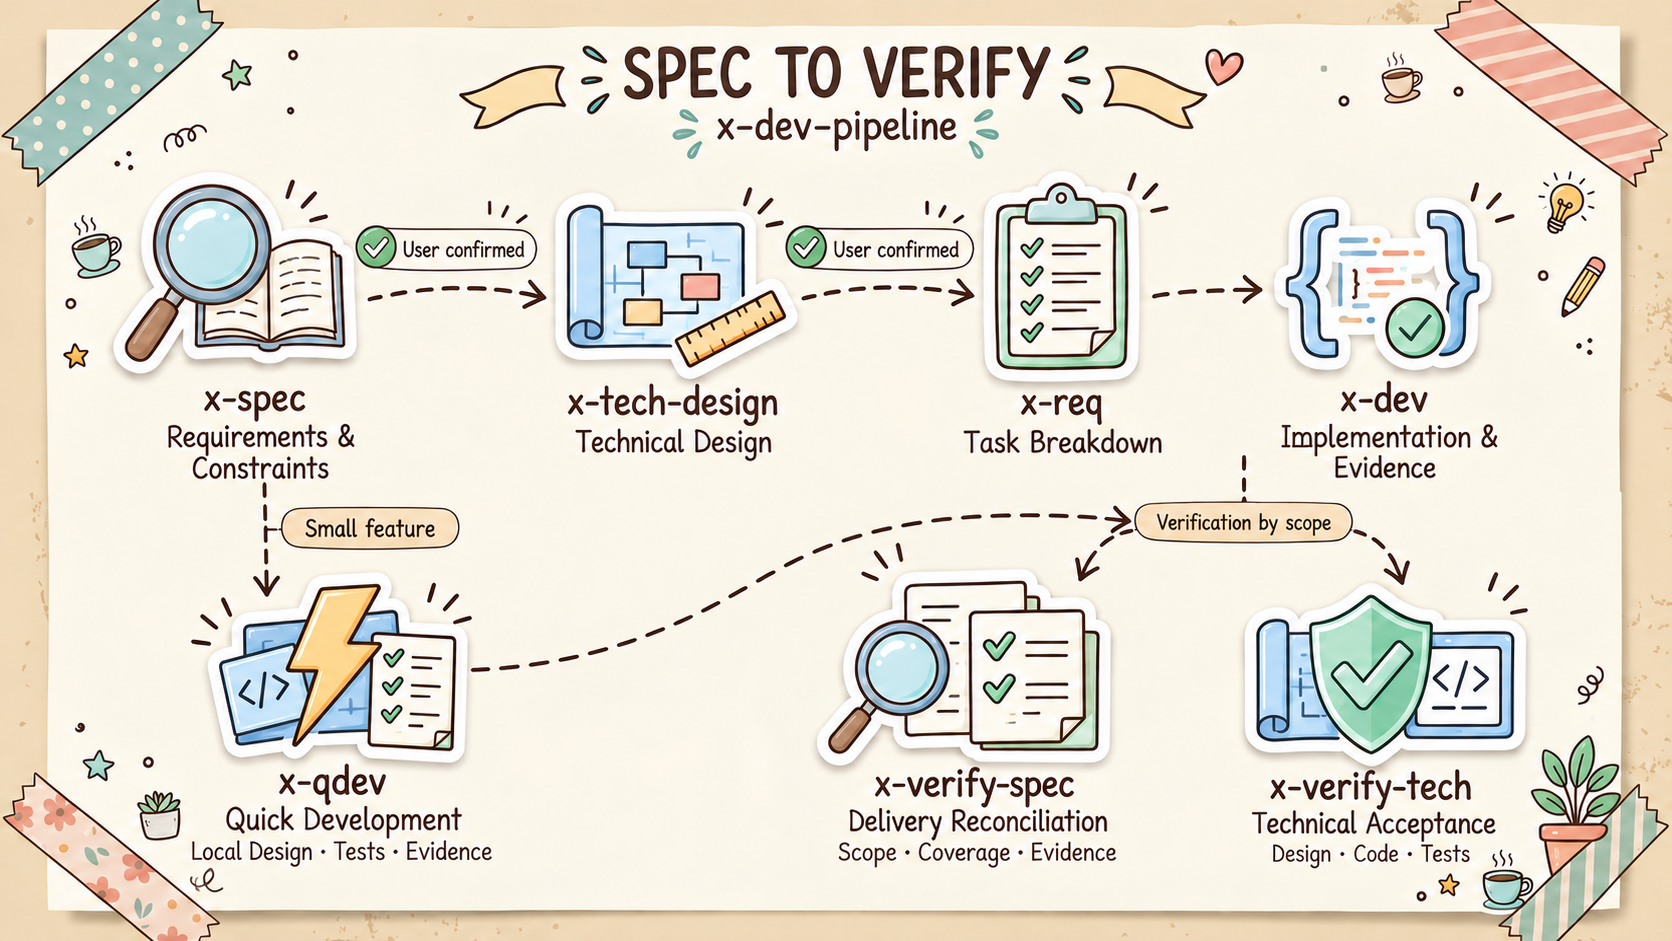 SPEC TO VERIFY
x-dev-pipeline
User confirmed
User confirmed
x-spec
Requirements &
Constraints
x-tech-design
Technical Design
x-req
Task Breakdown
x-dev
Implementation &
Evidence
Small feature
Verification by scope
</>
x-qdev
Quick Development
Local Design · Tests · Evidence
x-verify-spec
Delivery Reconciliation
Scope · Coverage · Evidence
</>
x-verify-tech
Technical Acceptance
Design · Code · Tests